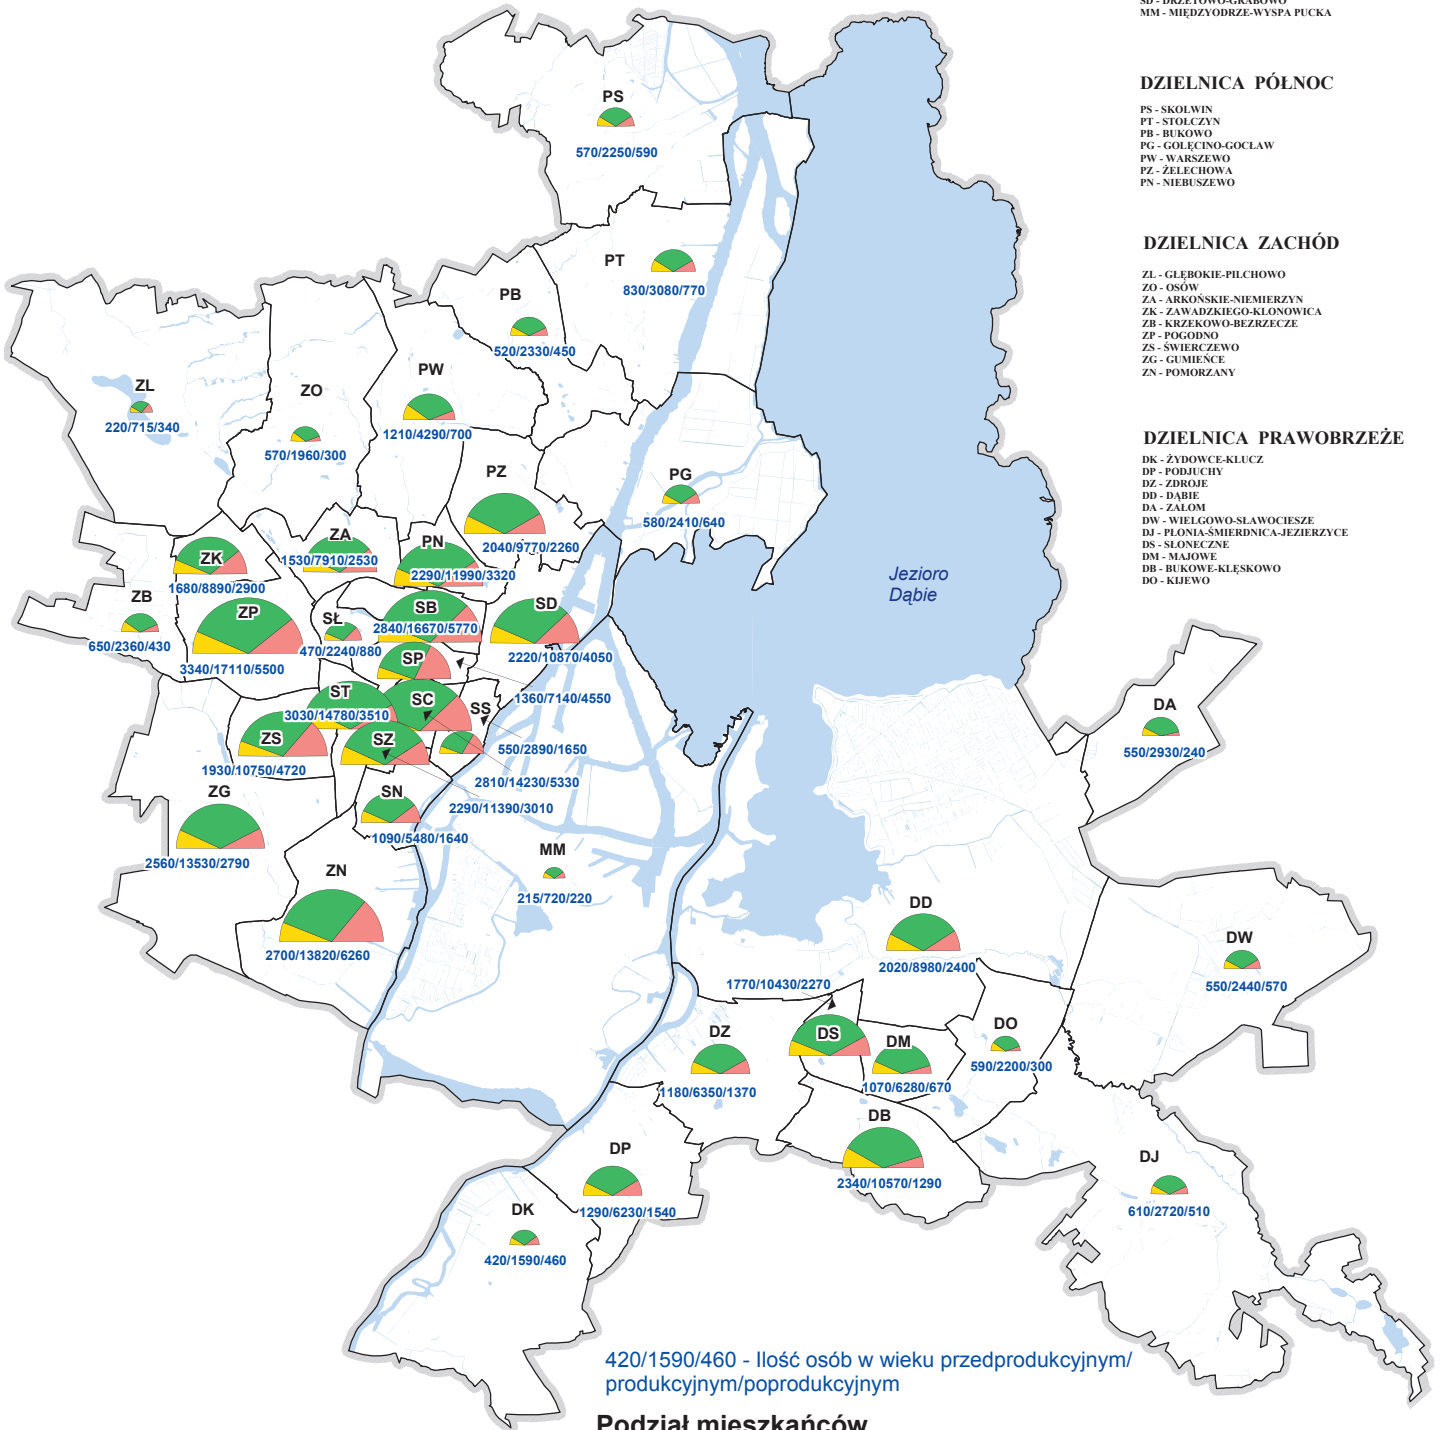 SD - DRZETOWO-GRABOWO
MM - MIĘDZYODRZE-WYSPA PUCKA
DZIELNICA PÓŁNOC
PS - SKOLWIN
PT - STOŁCZYN
PB - BUKOWO
PG - GOLĘCINO-GOCŁAW
PW - WARSZEWO
PZ - ŻELECHOWA
PN - NIEBUSZEWO
DZIELNICA ZACHÓD
ZL - GŁĘBOKIE-PILCHOWO
ZO - OSÓW
ZA - ARKOŃSKIE-NIEMIERZYN
ZK - ZAWADZKIEGO-KLONOWICA
ZB - KRZEKOWO-BEZRZECZE
ZP - POGODNO
ZS - ŚWIERCZEWO
ZG - GUMIEŃCE
ZN - POMORZANY
DZIELNICA PRAWOBRZEŻE
DK - ŻYDOWCE-KLUCZ
DP - PODJUCHY
DZ - ZDROJE
DD - DĄBIE
DA - ZAŁOM
DW - WIELGOWO-SŁAWOCIESZE
DJ - PŁONIA-ŚMIERDNICA-JEZIERZYCE
DS - SŁONECZNE
DM - MAJOWE
DB - BUKOWE-KLĘSKOWO
DO - KIJEWO
PS
570/2250/590
PT
830/3080/770
PB
520/2330/450
PW
1210/4290/700
ZL
220/715/340
ZO
570/1960/300
PZ
2040/9770/2260
PG
580/2410/640
ZA
1530/7910/2530
PN
2290/11990/3320
ZK
1680/8890/2900
ZB
650/2360/430
ZP
3340/17110/5500
SŁ
470/2240/880
SB
2840/16670/5770
SD
2220/10870/4050
SP
1360/7140/4550
ST
3030/14780/3510
SC
SS
550/2890/1650
2810/14230/5330
ZS
1930/10750/4720
SZ
2290/11390/3010
ZG
2560/13530/2790
SN
1090/5480/1640
ZN
2700/13820/6260
MM
215/720/220
Jezioro
Dąbie
DA
550/2930/240
DD
2020/8980/2400
DW
550/2440/570
1770/10430/2270
DS
DZ
1180/6350/1370
DM
1070/6280/670
DO
590/2200/300
DB
2340/10570/1290
DP
1290/6230/1540
DJ
610/2720/510
DK
420/1590/460
420/1590/460 - Ilość osób w wieku przedprodukcyjnym/
produkcyjnym/poprodukcyjnym
Podział mieszkańców